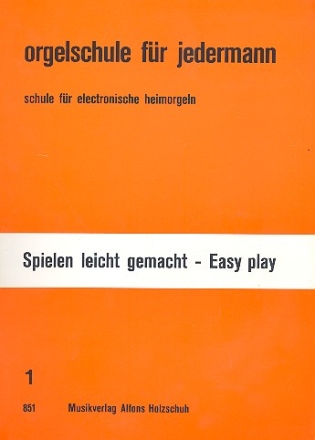 orgelschule für jedermann
schule für electronische heimorgeln
Spielen leicht gemacht - Easy play
1
851 Musikverlag Alfons Holzschuh